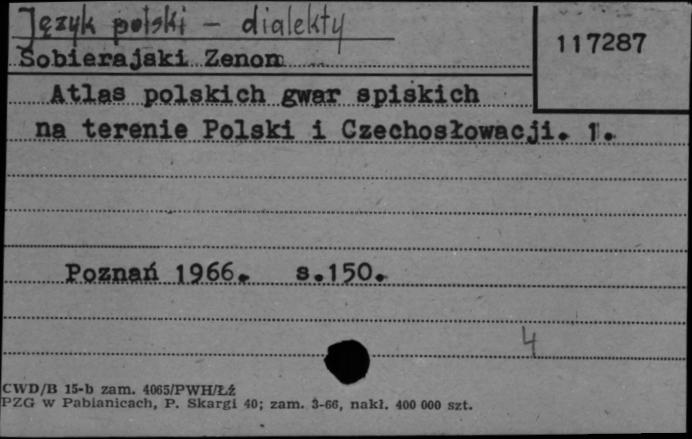 Język polski - dialekty
117287
Sobierajski Zenon
Atlas polskich gwar spiskich
na terenie Polski i Czechosłowacji. 1.
Poznań 1966. s.150.
4
CWD/B 15-b zam. 4065/PWH/Łź
PZG w Pabianicach, P. Skargi 40; zam. 3-66, nakł. 400 000 szt.